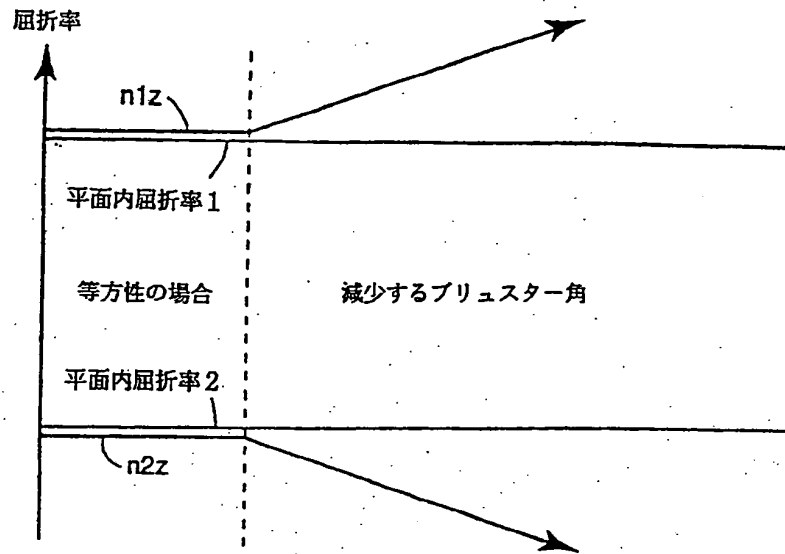 屈折率
n1z
平面内屈折率1
等方性の場合
減少するブリュスター角
平面内屈折率2
n2z